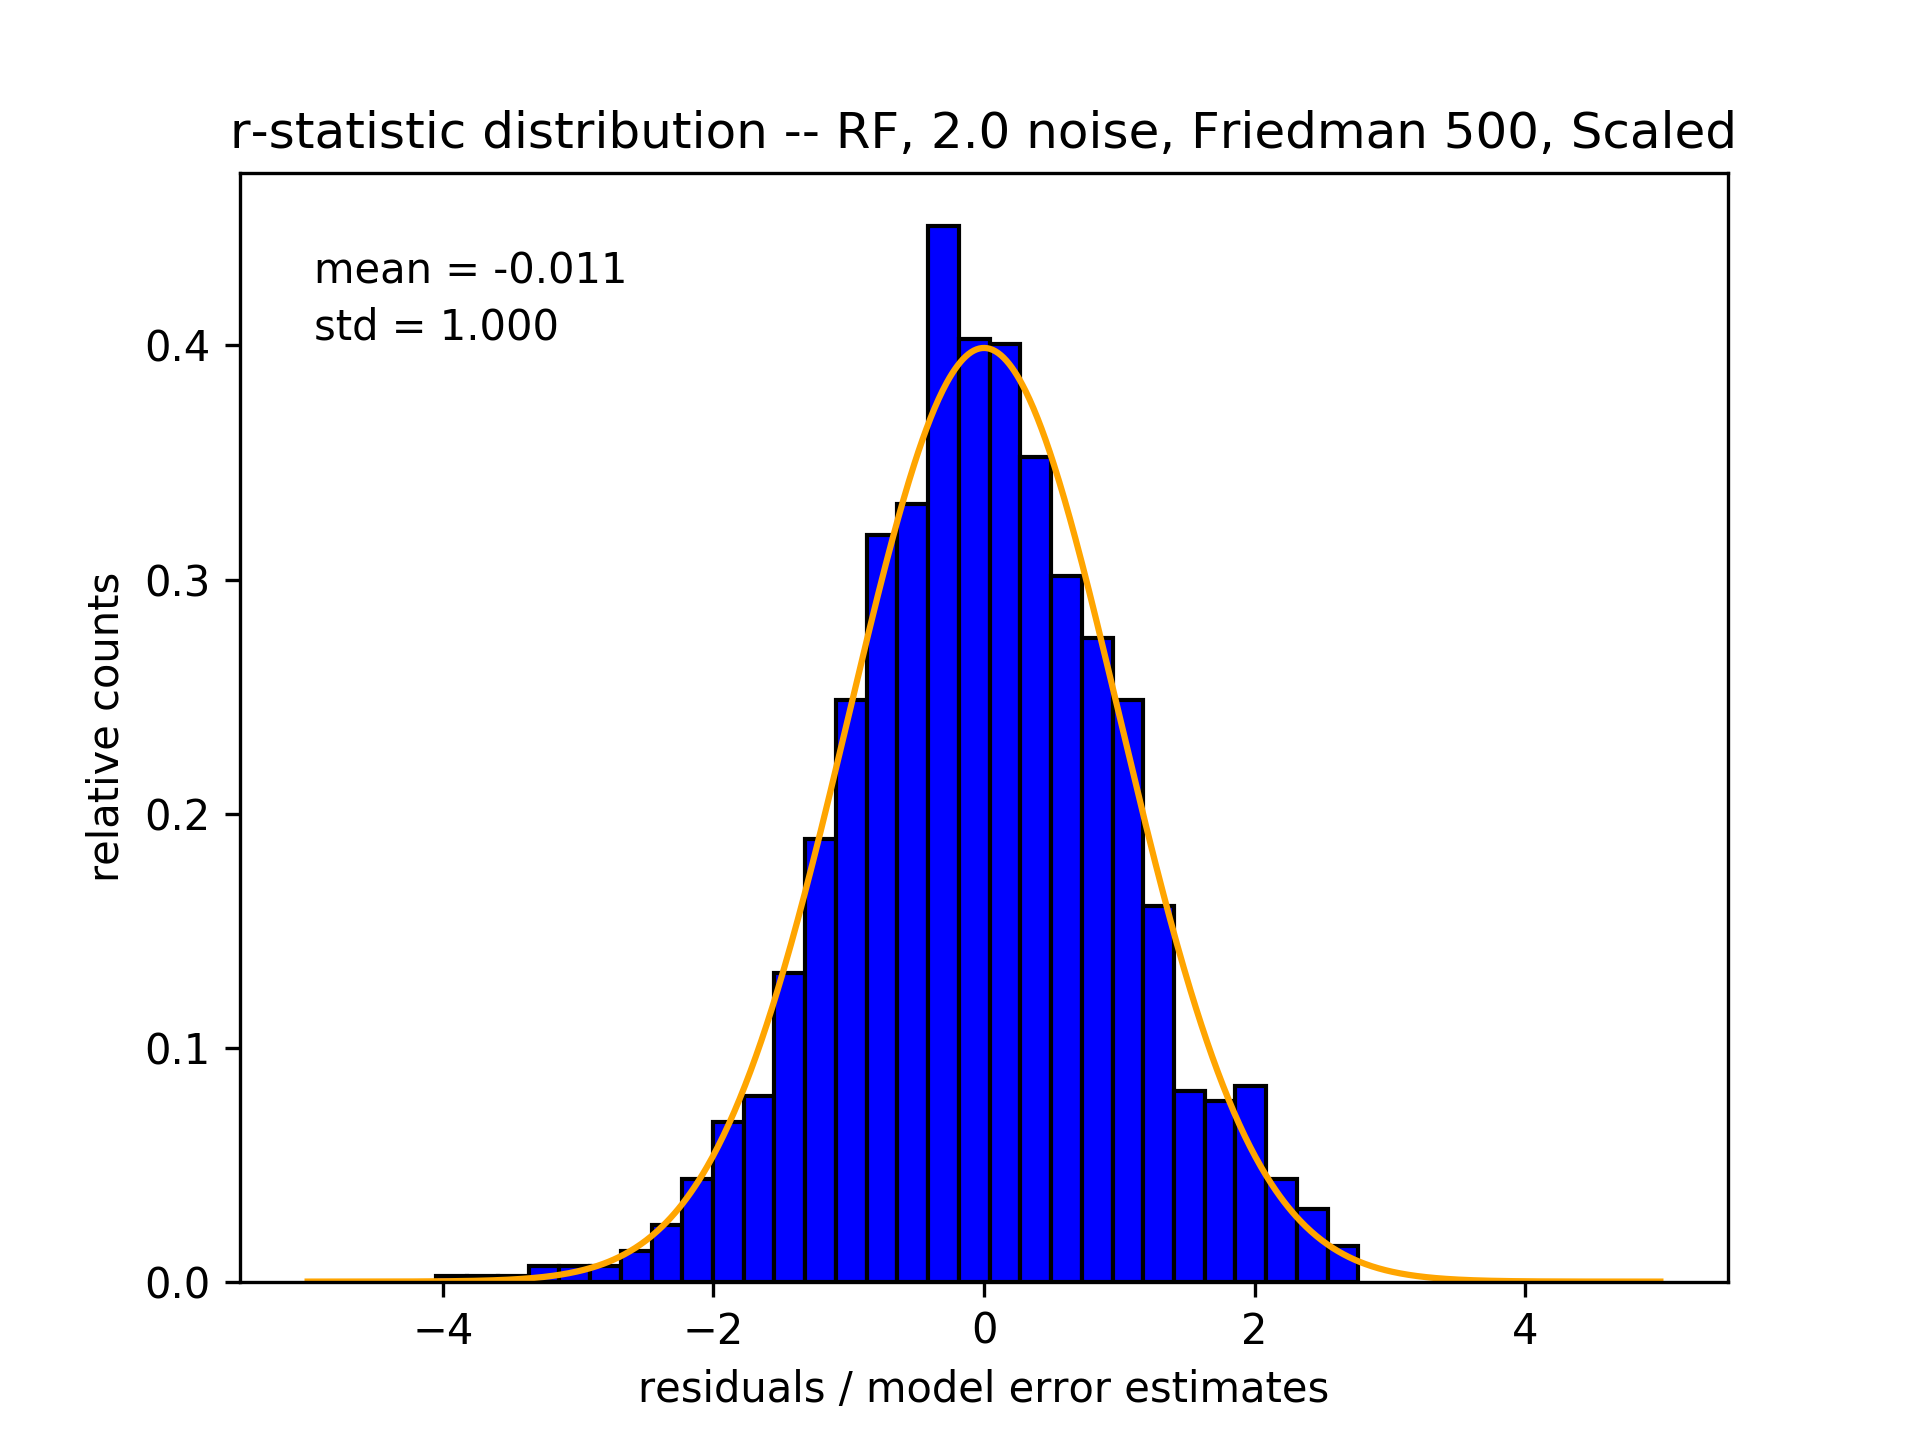 r-statistic distribution -- RF, 2.0 noise, Friedman 500, Scaled
mean = -0.011
std = 1.000
0.4
0.3
0.2
0.1
0.0
relative counts
−4
−2
0
2
4
residuals / model error estimates